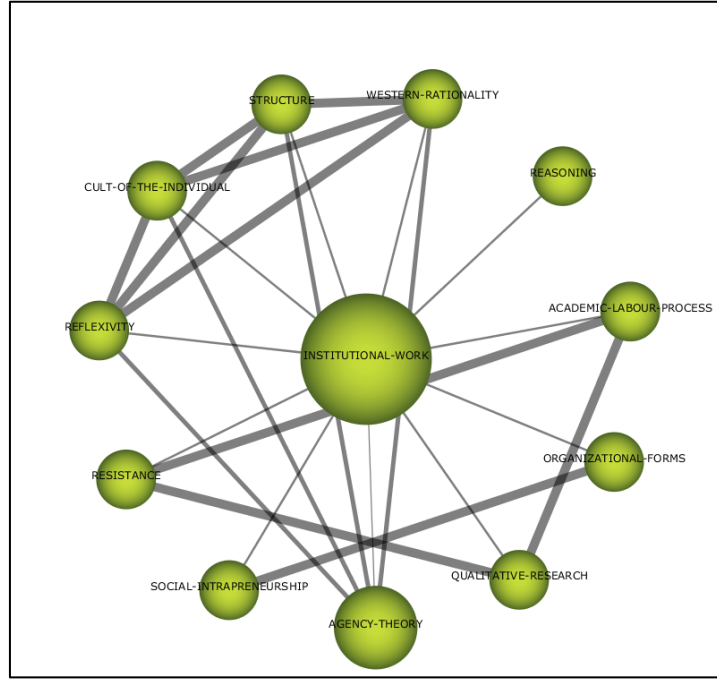 WESTERN-RATIONALITY
STRUCTURE
REASONING
CULT-OF-THE-INDIVIDUAL
ACADEMIC-LABOUR-PROCESS
REFLEXIVITY
INSTITUTIONAL-WORK
ORGANIZATIONAL-FORMS
RESISTANCE
QUALITATIVE-RESEARCH
SOCIAL-INTRAPRENEURSHIP
AGENCY-THEORY